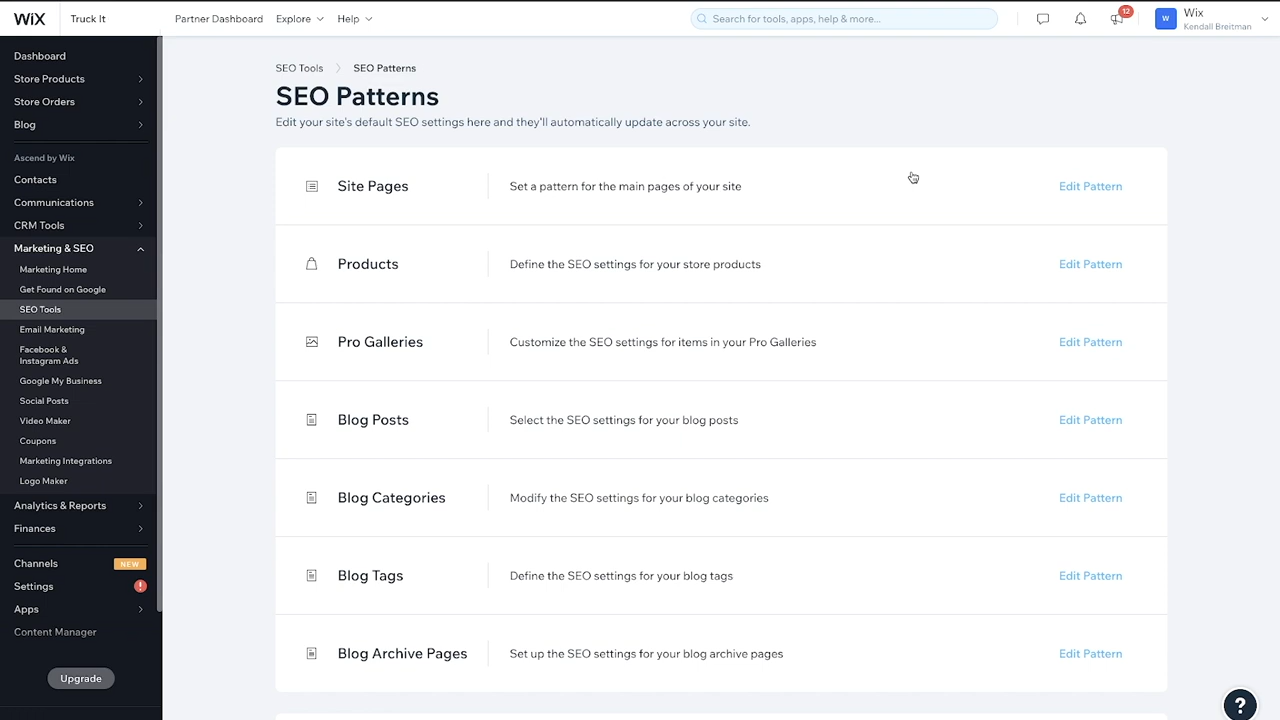 WiX
Truck It
Partner Dashboard
Explore
Help
Search for tools, apps, help & more...
12
W
Wix
Kendall Breitman
Dashboard
Store Products
Store Orders
Blog
Ascend by Wix
Contacts
Communications
CRM Tools
Marketing & SEO
Marketing Home
Get Found on Google
SEO Tools
Email Marketing
Facebook &
Instagram Ads
Google My Business
Social Posts
Video Maker
Coupons
Marketing Integrations
Logo Maker
Analytics & Reports
Finances
Channels NEW
Settings !
Apps
Content Manager
Upgrade
SEO Tools > SEO Patterns
SEO Patterns
Edit your site's default SEO settings here and they'll automatically update across your site.
Site Pages Set a pattern for the main pages of your site Edit Pattern
Products Define the SEO settings for your store products Edit Pattern
Pro Galleries Customize the SEO settings for items in your Pro Galleries Edit Pattern
Blog Posts Select the SEO settings for your blog posts Edit Pattern
Blog Categories Modify the SEO settings for your blog categories Edit Pattern
Blog Tags Define the SEO settings for your blog tags Edit Pattern
Blog Archive Pages Set up the SEO settings for your blog archive pages Edit Pattern
?